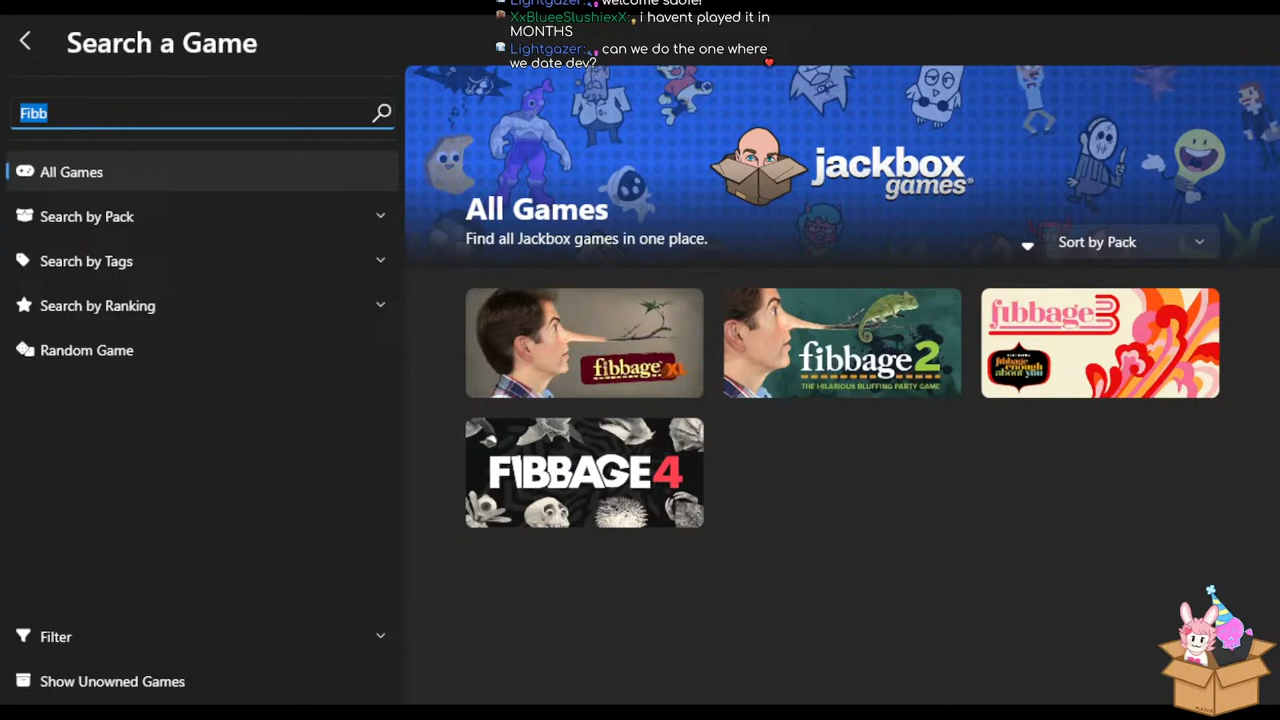 Lightgazer: welcome sadie!
XxBlueeSlushiexX: i havent played it in
MONTHS
Lightgazer: can we do the one where
we date dev?
Search a Game
Fibb
All Games
Search by Pack
Search by Tags
Search by Ranking
Random Game
Filter
Show Unowned Games
jackbox
games®
All Games
Find all Jackbox games in one place.
Sort by Pack
fibbage XL
fibbage 2
THE HILARIOUS BLUFFING PARTY GAME
fibbage 3
fibbage
enough
about you
FIBBAGE 4